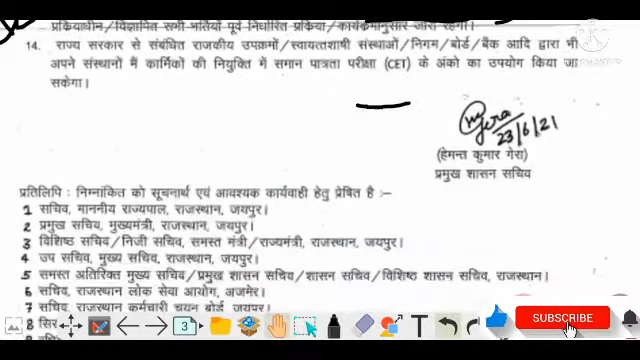 प्रक्रियाधीन/विज्ञापित सभी भर्तियाँ पूर्व निर्धारित प्रक्रिया/कार्यक्रमानुसार जारी रहेगी।
14. राज्य सरकार से संबंधित राजकीय उपक्रमों/स्वायत्तशाषी संस्थाओं/निगम/बोर्ड/बैंक आदि द्वारा भी
अपने संस्थानों में कार्मिकों की नियुक्ति में समान पात्रता परीक्षा (CET) के अंको का उपयोग किया जा
सकेगा।
23/6/21
(हेमन्त कुमार गेरा)
प्रमुख शासन सचिव
प्रतिलिपि : निम्नांकित को सूचनार्थ एवं आवश्यक कार्यवाही हेतु प्रेषित है :-
1 सचिव, माननीय राज्यपाल, राजस्थान, जयपुर।
2 प्रमुख सचिव, मुख्यमंत्री, राजस्थान, जयपुर।
3 विशिष्ठ सचिव/निजी सचिव, समस्त मंत्री/राज्यमंत्री, राजस्थान, जयपुर।
4 उप सचिव, मुख्य सचिव, राजस्थान, जयपुर।
5 समस्त अतिरिक्त मुख्य सचिव/प्रमुख शासन सचिव/शासन सचिव/विशिष्ठ शासन सचिव, राजस्थान।
6 सचिव, राजस्थान लोक सेवा आयोग, अजमेर।
7 सचिव, राजस्थान कर्मचारी चयन बोर्ड, जयपुर।
8 सि
3
T
SUBSCRIBE